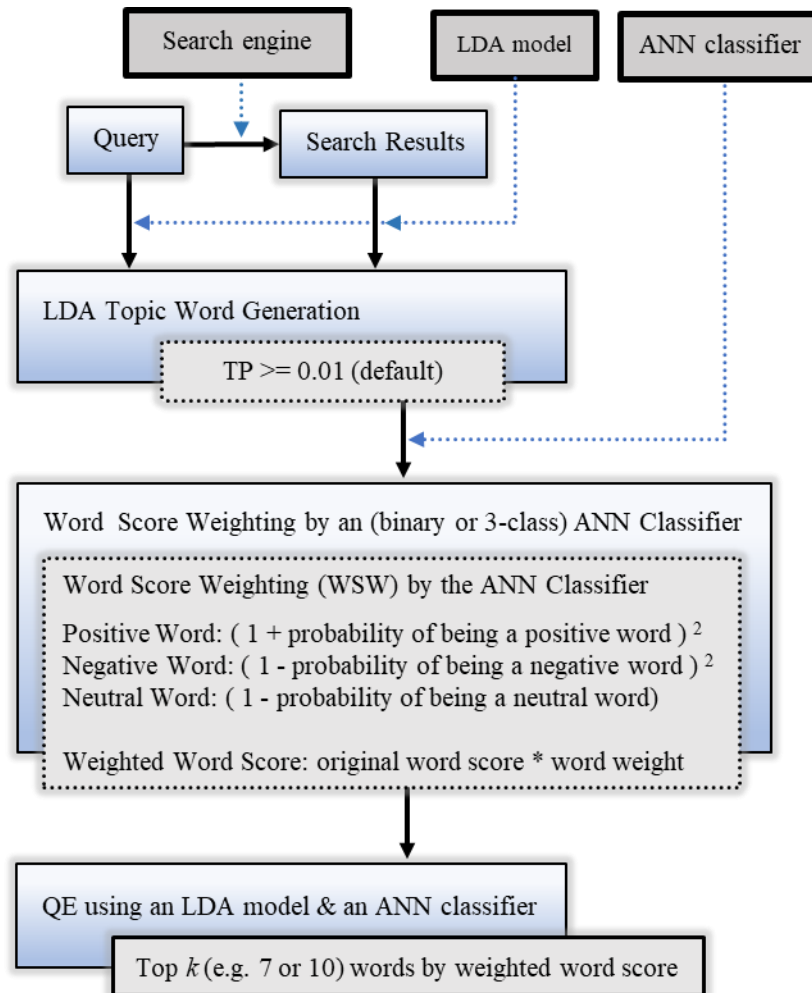 Search engine
LDA model
ANN classifier
Query
Search Results
LDA Topic Word Generation
TP >= 0.01 (default)
Word Score Weighting by an (binary or 3-class) ANN Classifier
Word Score Weighting (WSW) by the ANN Classifier
Positive Word: ( 1 + probability of being a positive word ) ²
Negative Word: ( 1 - probability of being a negative word ) ²
Neutral Word: ( 1 - probability of being a neutral word)
Weighted Word Score: original word score * word weight
QE using an LDA model & an ANN classifier
Top k (e.g. 7 or 10) words by weighted word score